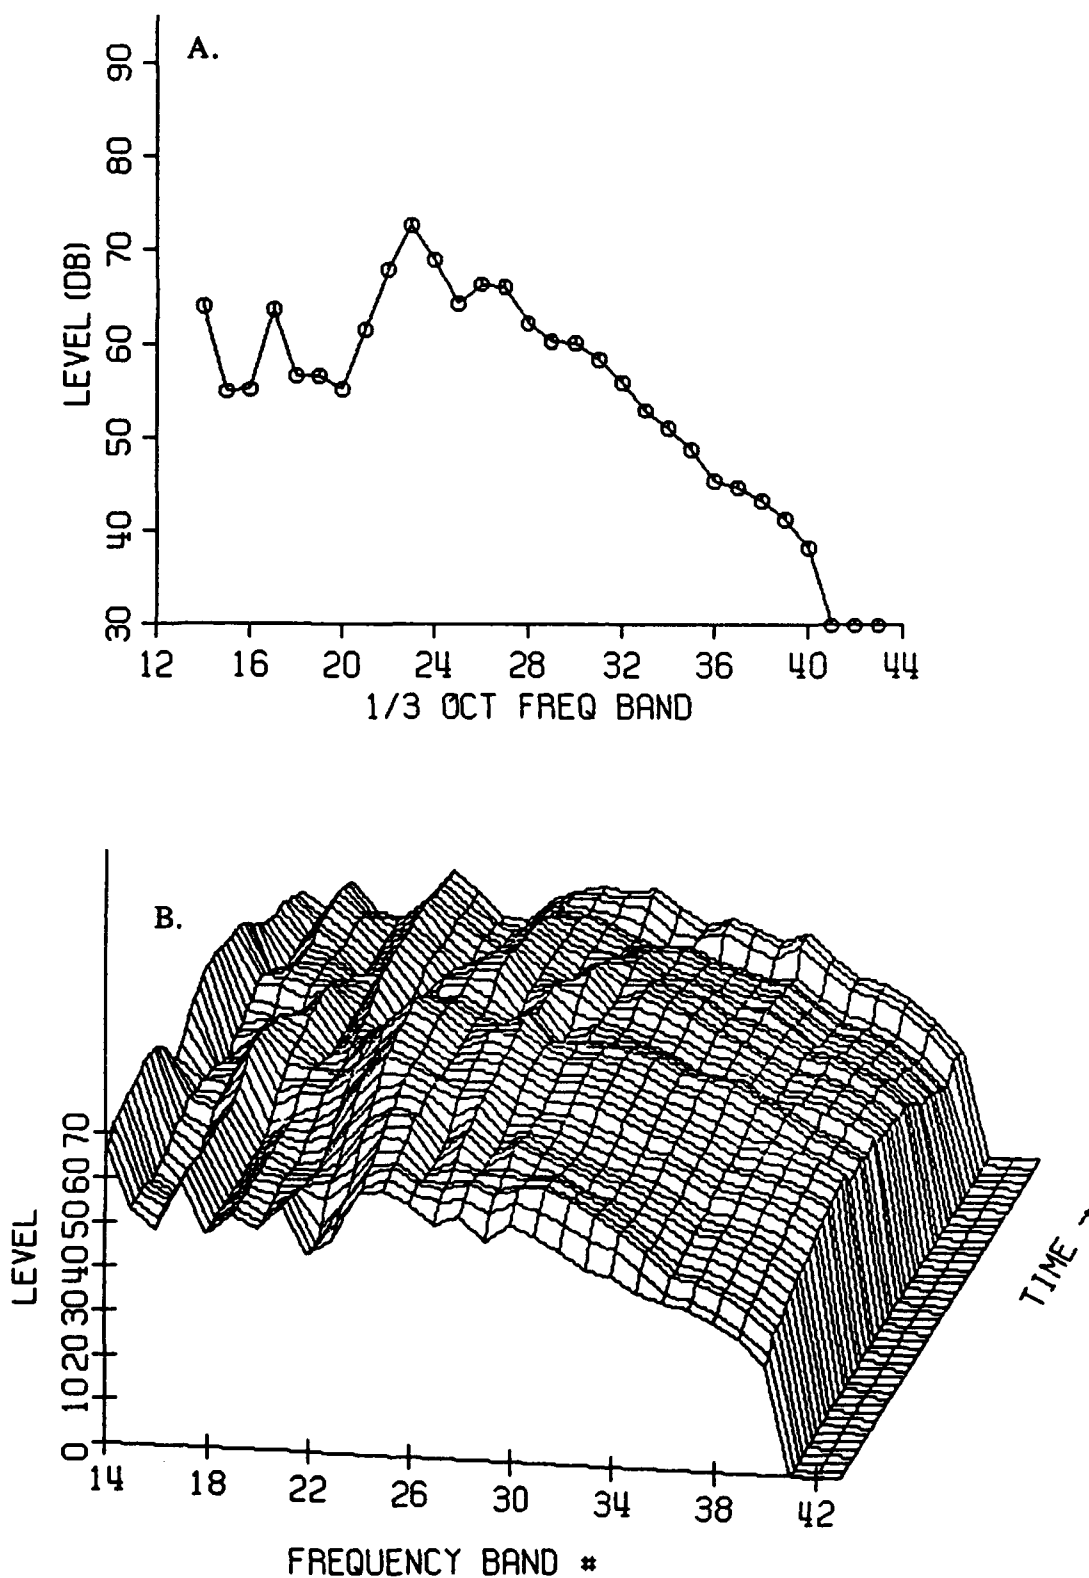 A.
90
80
70
60
50
40
30
LEVEL (DB)
12 16 20 24 28 32 36 40 44
1/3 OCT FREQ BAND
B.
70
60
50
40
30
20
10
0
LEVEL
14 18 22 26 30 34 38 42
FREQUENCY BAND #
TIME →